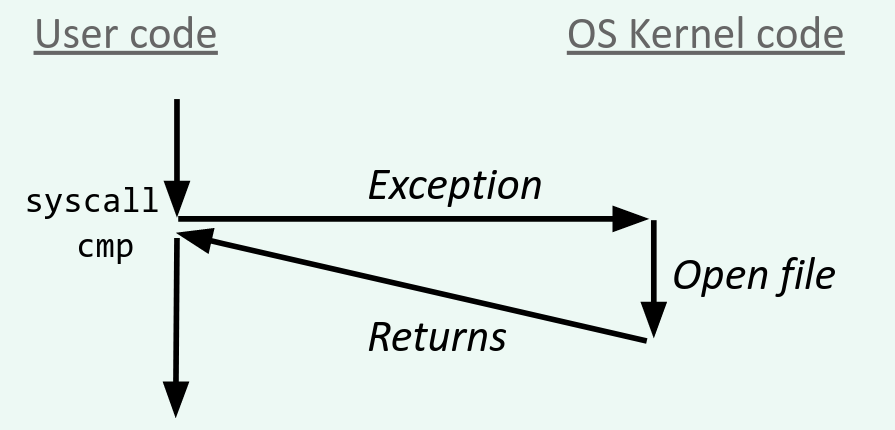 User code
OS Kernel code
Exception
syscall
cmp
Open file
Returns